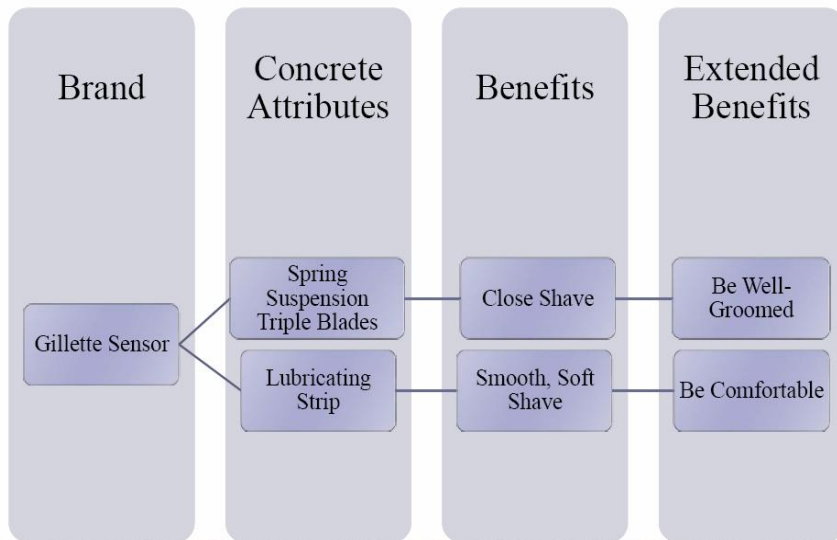 Brand
Concrete
Attributes
Benefits
Extended
Benefits
Gillette Sensor
Spring
Suspension
Triple Blades
Close Shave
Be Well-
Groomed
Lubricating
Strip
Smooth, Soft
Shave
Be Comfortable